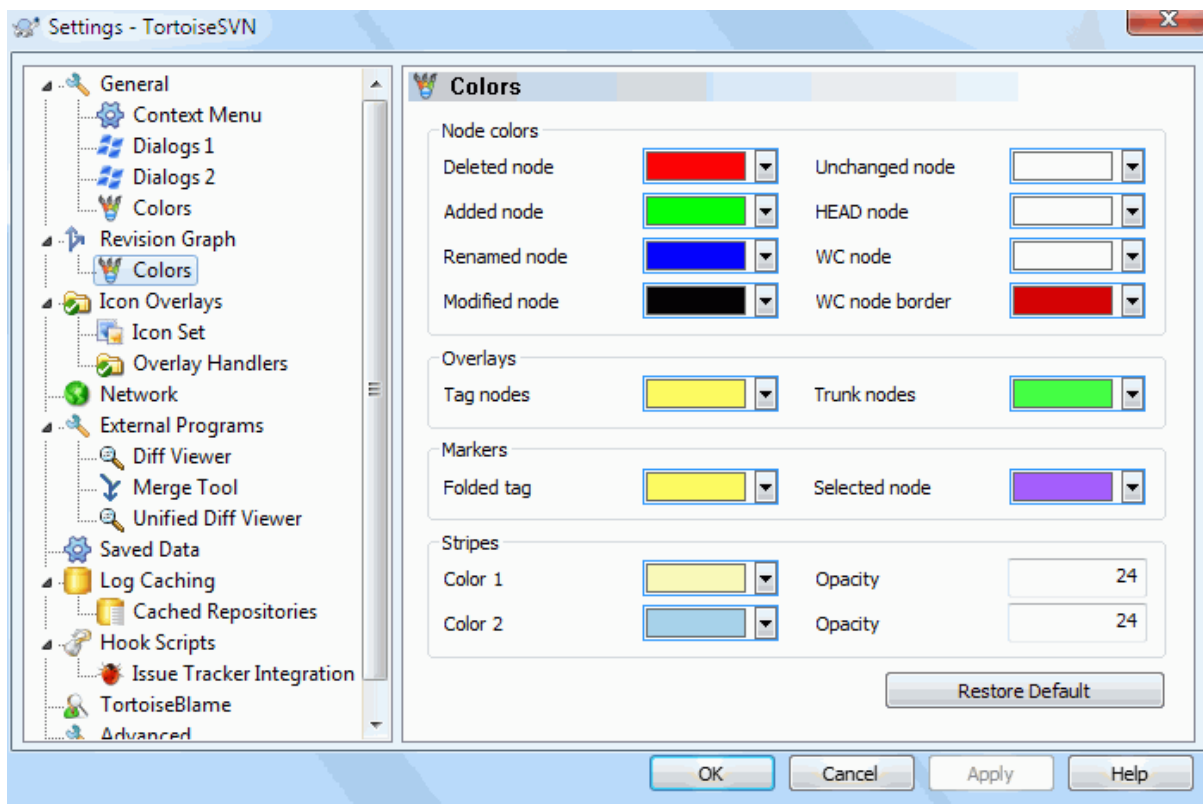 Settings - TortoiseSVN
General
Context Menu
Dialogs 1
Dialogs 2
Colors
Revision Graph
Colors
Icon Overlays
Icon Set
Overlay Handlers
Network
External Programs
Diff Viewer
Merge Tool
Unified Diff Viewer
Saved Data
Log Caching
Cached Repositories
Hook Scripts
Issue Tracker Integration
TortoiseBlame
Advanced
Colors
Node colors
Deleted node
Unchanged node
Added node
HEAD node
Renamed node
WC node
Modified node
WC node border
Overlays
Tag nodes
Trunk nodes
Markers
Folded tag
Selected node
Stripes
Color 1
Opacity
24
Color 2
Opacity
24
Restore Default
OK
Cancel
Apply
Help